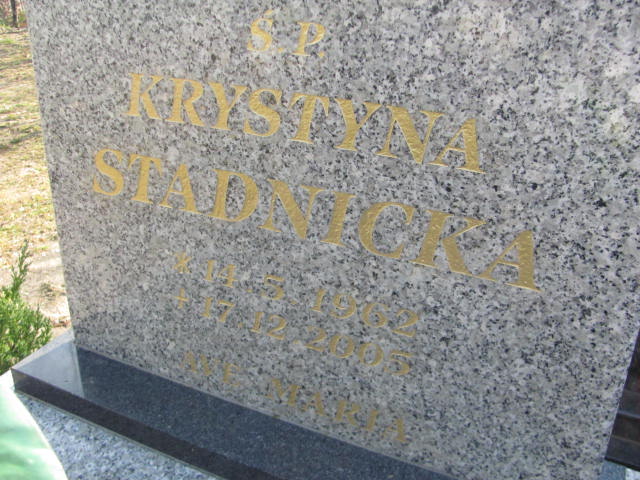 Ś.P.
KRYSTYNA
STADNICKA
* 14.5.1962
+ 17.12.2005
AVE MARIA